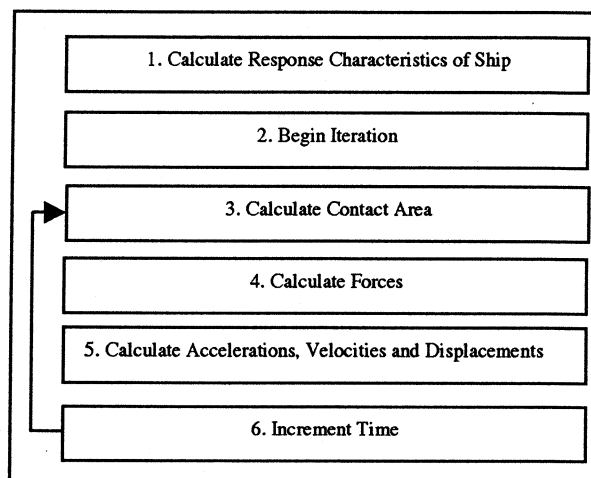 1. Calculate Response Characteristics of Ship
2. Begin Iteration
3. Calculate Contact Area
4. Calculate Forces
5. Calculate Accelerations, Velocities and Displacements
6. Increment Time